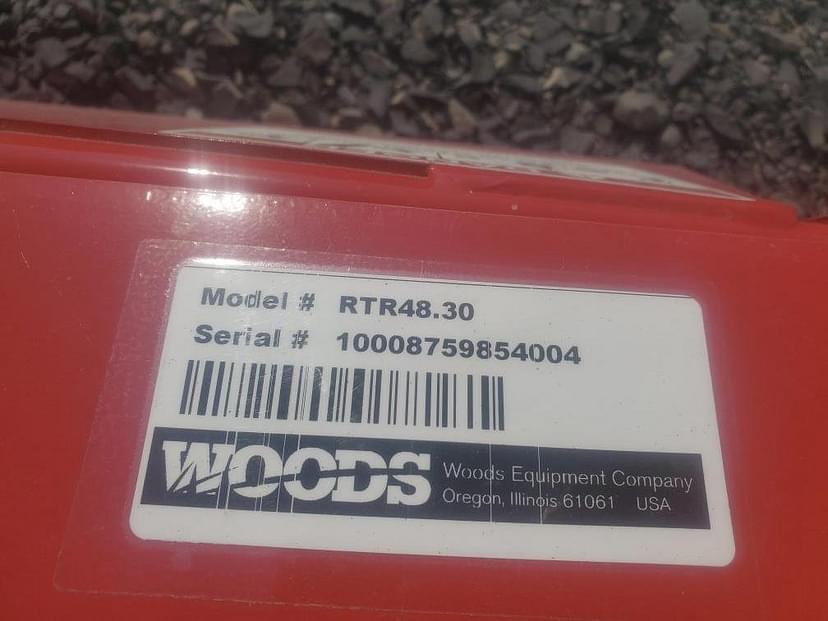 Model # RTR48.30
Serial # 10008759854004
WOODS Woods Equipment Company
Oregon, Illinois 61061 USA